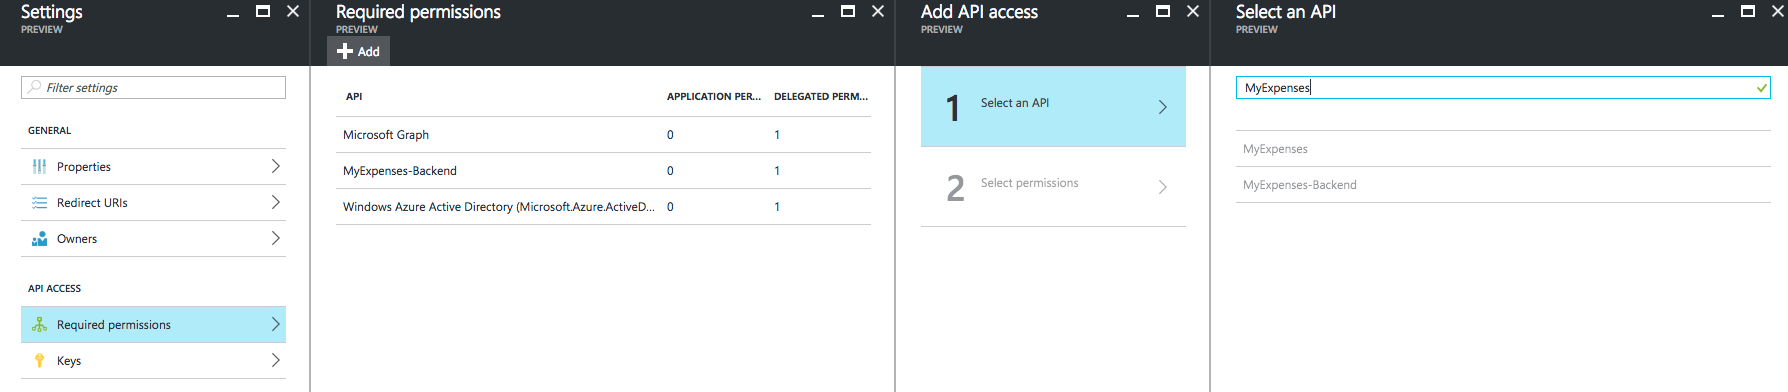 Settings
PREVIEW
Filter settings
GENERAL
Properties
Redirect URIs
Owners
API ACCESS
Required permissions
Keys
Required permissions
PREVIEW
Add
API APPLICATION PER... DELEGATED PERM...
Microsoft Graph 0 1
MyExpenses-Backend 0 1
Windows Azure Active Directory (Microsoft.Azure.ActiveD... 0 1
Add API access
PREVIEW
1 Select an API
2 Select permissions
Select an API
PREVIEW
MyExpenses
MyExpenses
MyExpenses-Backend